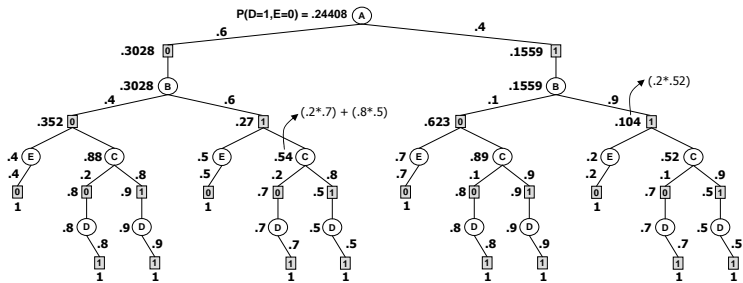 P(D=1,E=0) = .24408 A
.6 .4
.3028 0 .1559 1
.3028 B .1559 B (.2*.52)
.4 .6 .1 .9
.352 0 .27 1 (.2*.7) + (.8*.5) .623 0 .104 1
.4 E .88 C .5 E .54 C .7 E .89 C .2 E .52 C
.4 .2 .8 .5 .2 .8 .7 .1 .9 .2 .1 .9
0 .8 0 .9 1 0 .7 0 .5 1 0 .8 0 .9 1 0 .7 0 .5 1
1 1 1 1
.8 D .9 D .7 D .5 D .8 D .9 D .7 D .5 D
.8 .9 .7 .5 .8 .9 .7 .5
1 1 1 1 1 1 1 1
1 1 1 1 1 1 1 1